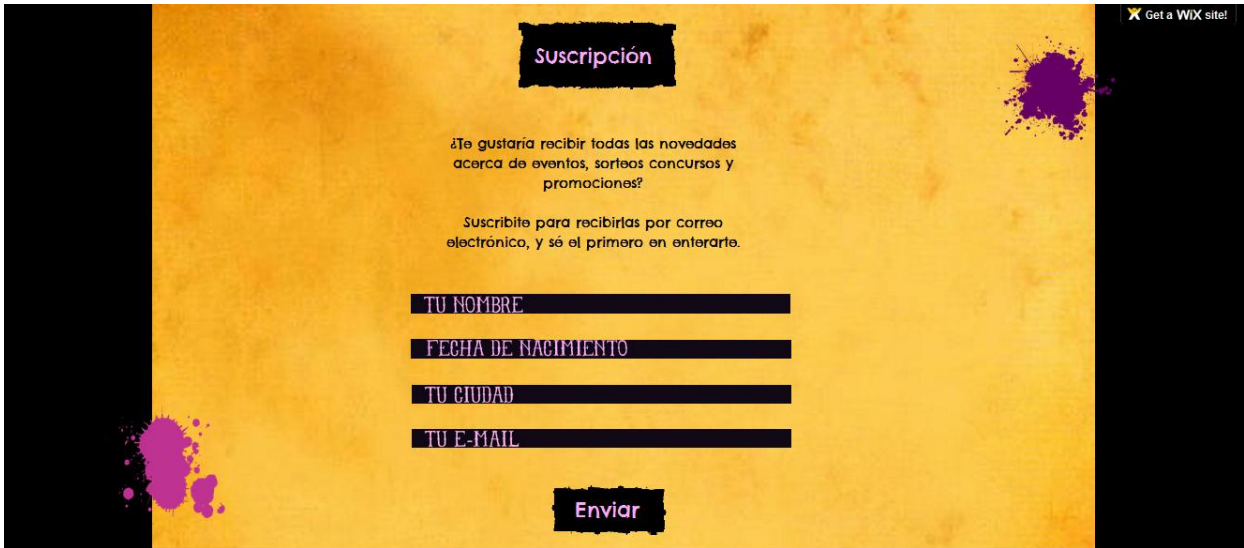 Get a WiX site!
Suscripción
¿Te gustaría recibir todas las novedades
acerca de eventos, sorteos concursos y
promociones?
Suscribite para recibirlas por correo
electrónico, y sé el primero en enterarte.
TU NOMBRE
FECHA DE NACIMIENTO
TU CIUDAD
TU E-MAIL
Enviar